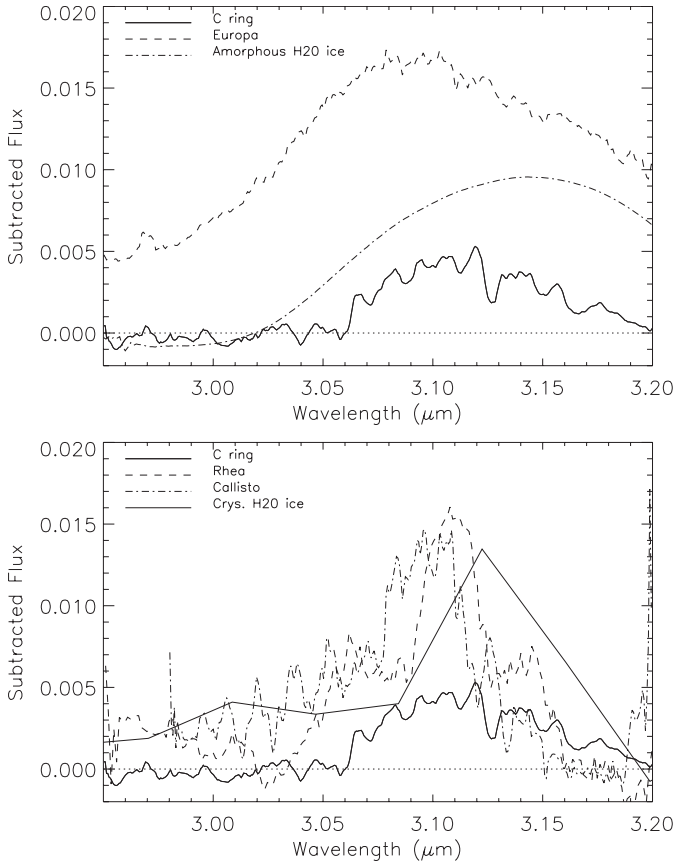 0.020
0.015
0.010
0.005
0.000
Subtracted Flux
C ring
Europa
Amorphous H20 ice
3.00 3.05 3.10 3.15 3.20
Wavelength (μm)
0.020
0.015
0.010
0.005
0.000
Subtracted Flux
C ring
Rhea
Callisto
Crys. H20 ice
3.00 3.05 3.10 3.15 3.20
Wavelength (μm)